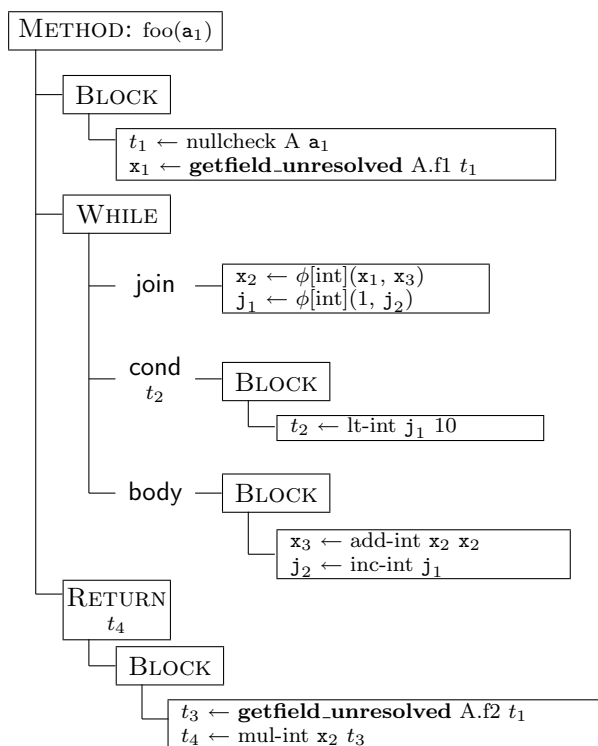 METHOD: foo(a₁)
BLOCK
t₁ ← nullcheck A a₁
x₁ ← getfield_unresolved A.f1 t₁
WHILE
join
x₂ ← ϕ[int](x₁, x₃)
j₁ ← ϕ[int](1, j₂)
cond
t₂
BLOCK
t₂ ← lt-int j₁ 10
body
BLOCK
x₃ ← add-int x₂ x₂
j₂ ← inc-int j₁
RETURN
t₄
BLOCK
t₃ ← getfield_unresolved A.f2 t₁
t₄ ← mul-int x₂ t₃